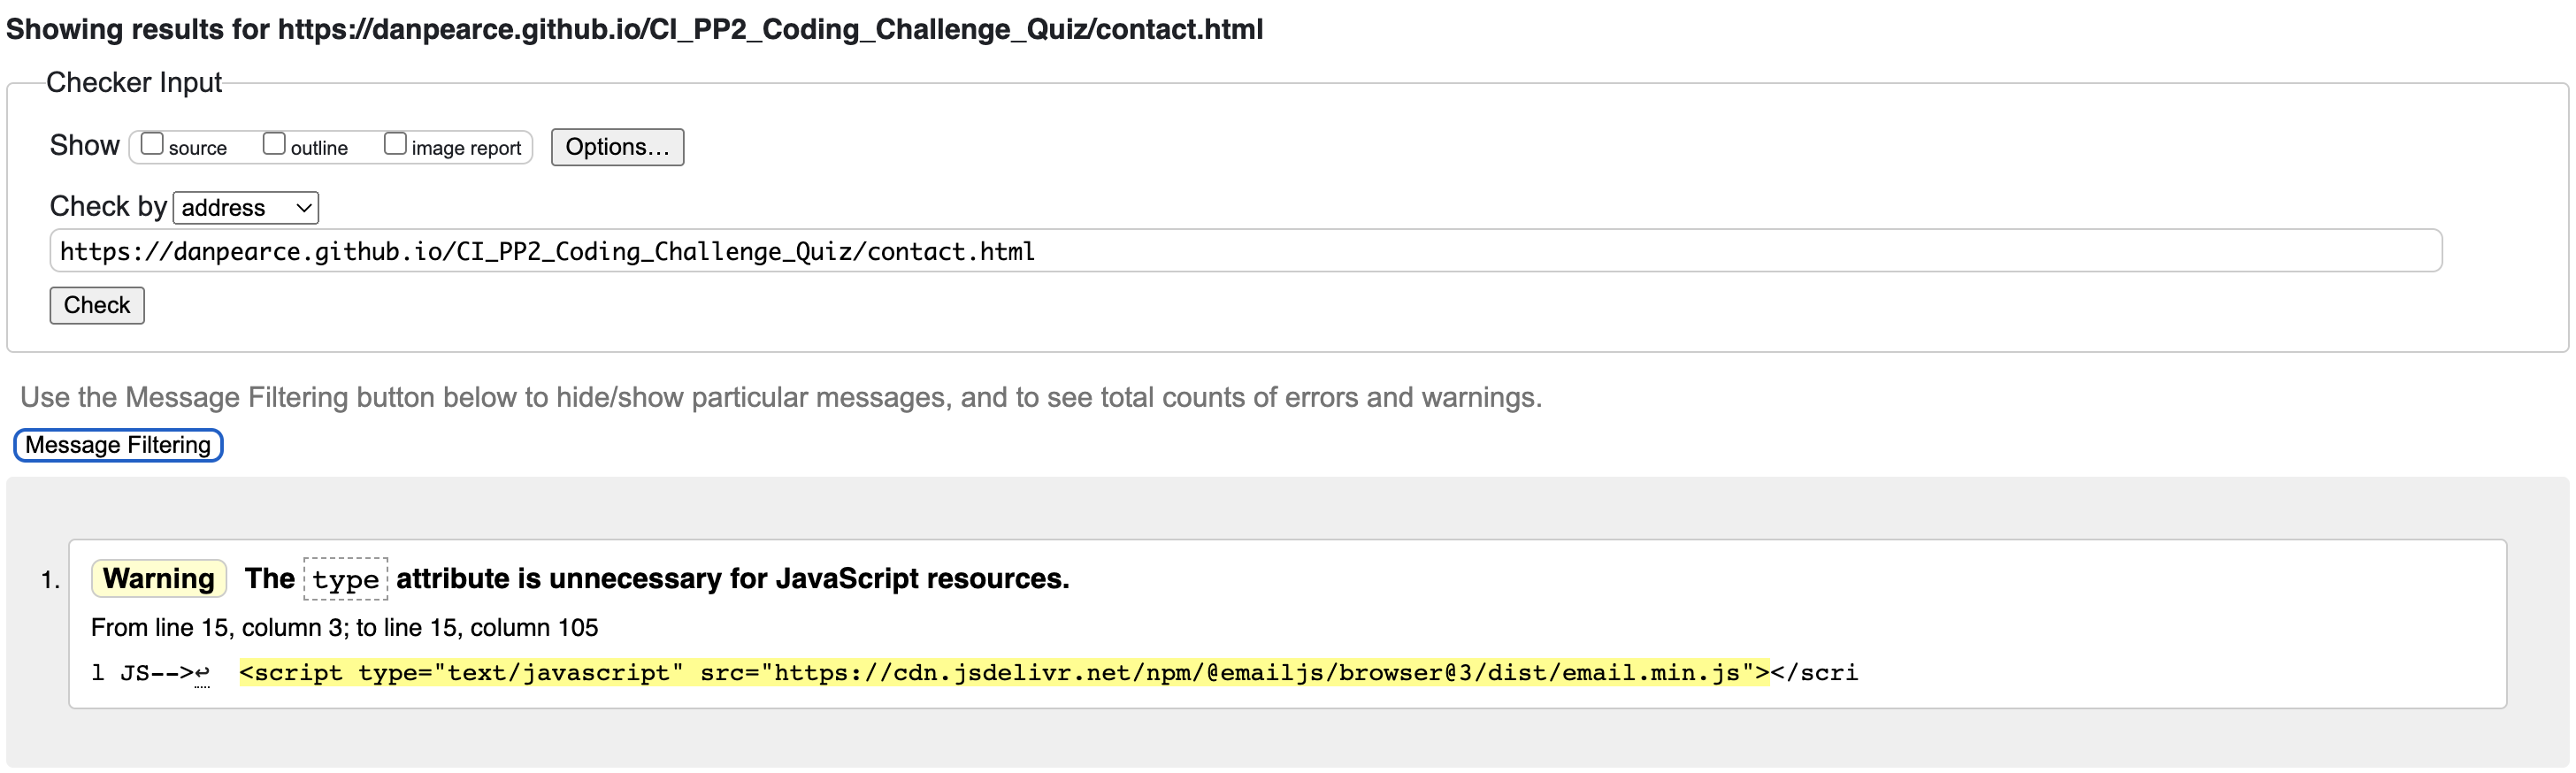 Showing results for https://danpearce.github.io/CI_PP2_Coding_Challenge_Quiz/contact.html
Checker Input
Show source outline image report Options...
Check by address
https://danpearce.github.io/CI_PP2_Coding_Challenge_Quiz/contact.html
Check
Use the Message Filtering button below to hide/show particular messages, and to see total counts of errors and warnings.
Message Filtering
1. Warning The type attribute is unnecessary for JavaScript resources.
From line 15, column 3; to line 15, column 105
l JS-->↩ <script type="text/javascript" src="https://cdn.jsdelivr.net/npm/@emailjs/browser@3/dist/email.min.js"></scri